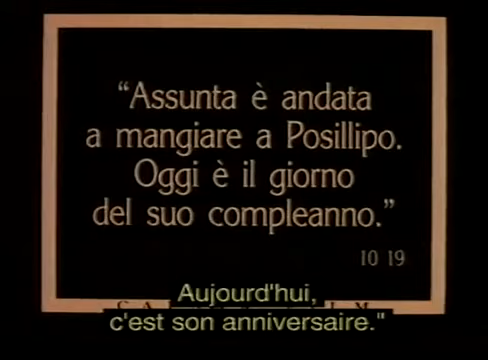 “Assunta è andata
a mangiare a Posillipo.
Oggi è il giorno
del suo compleanno.”
10 19
Aujourd'hui,
c'est son anniversaire."